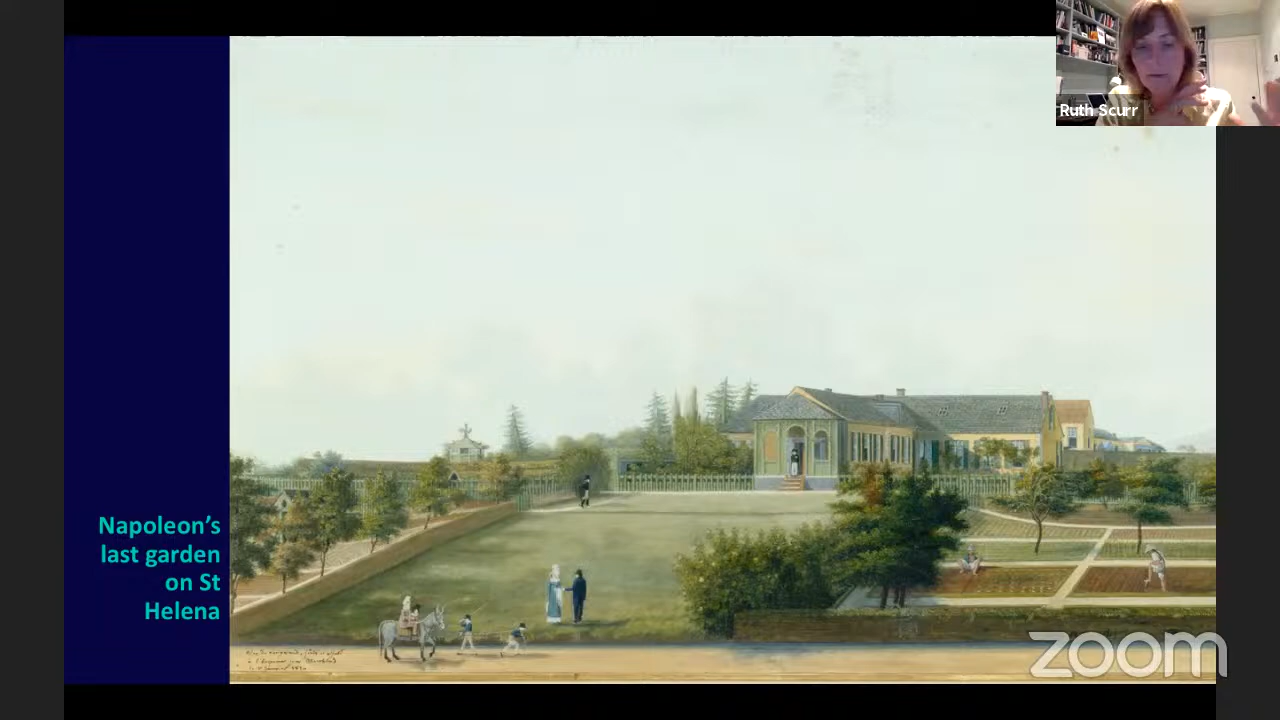 Ruth Scurr
Napoleon’s
last garden
on St
Helena
zoom